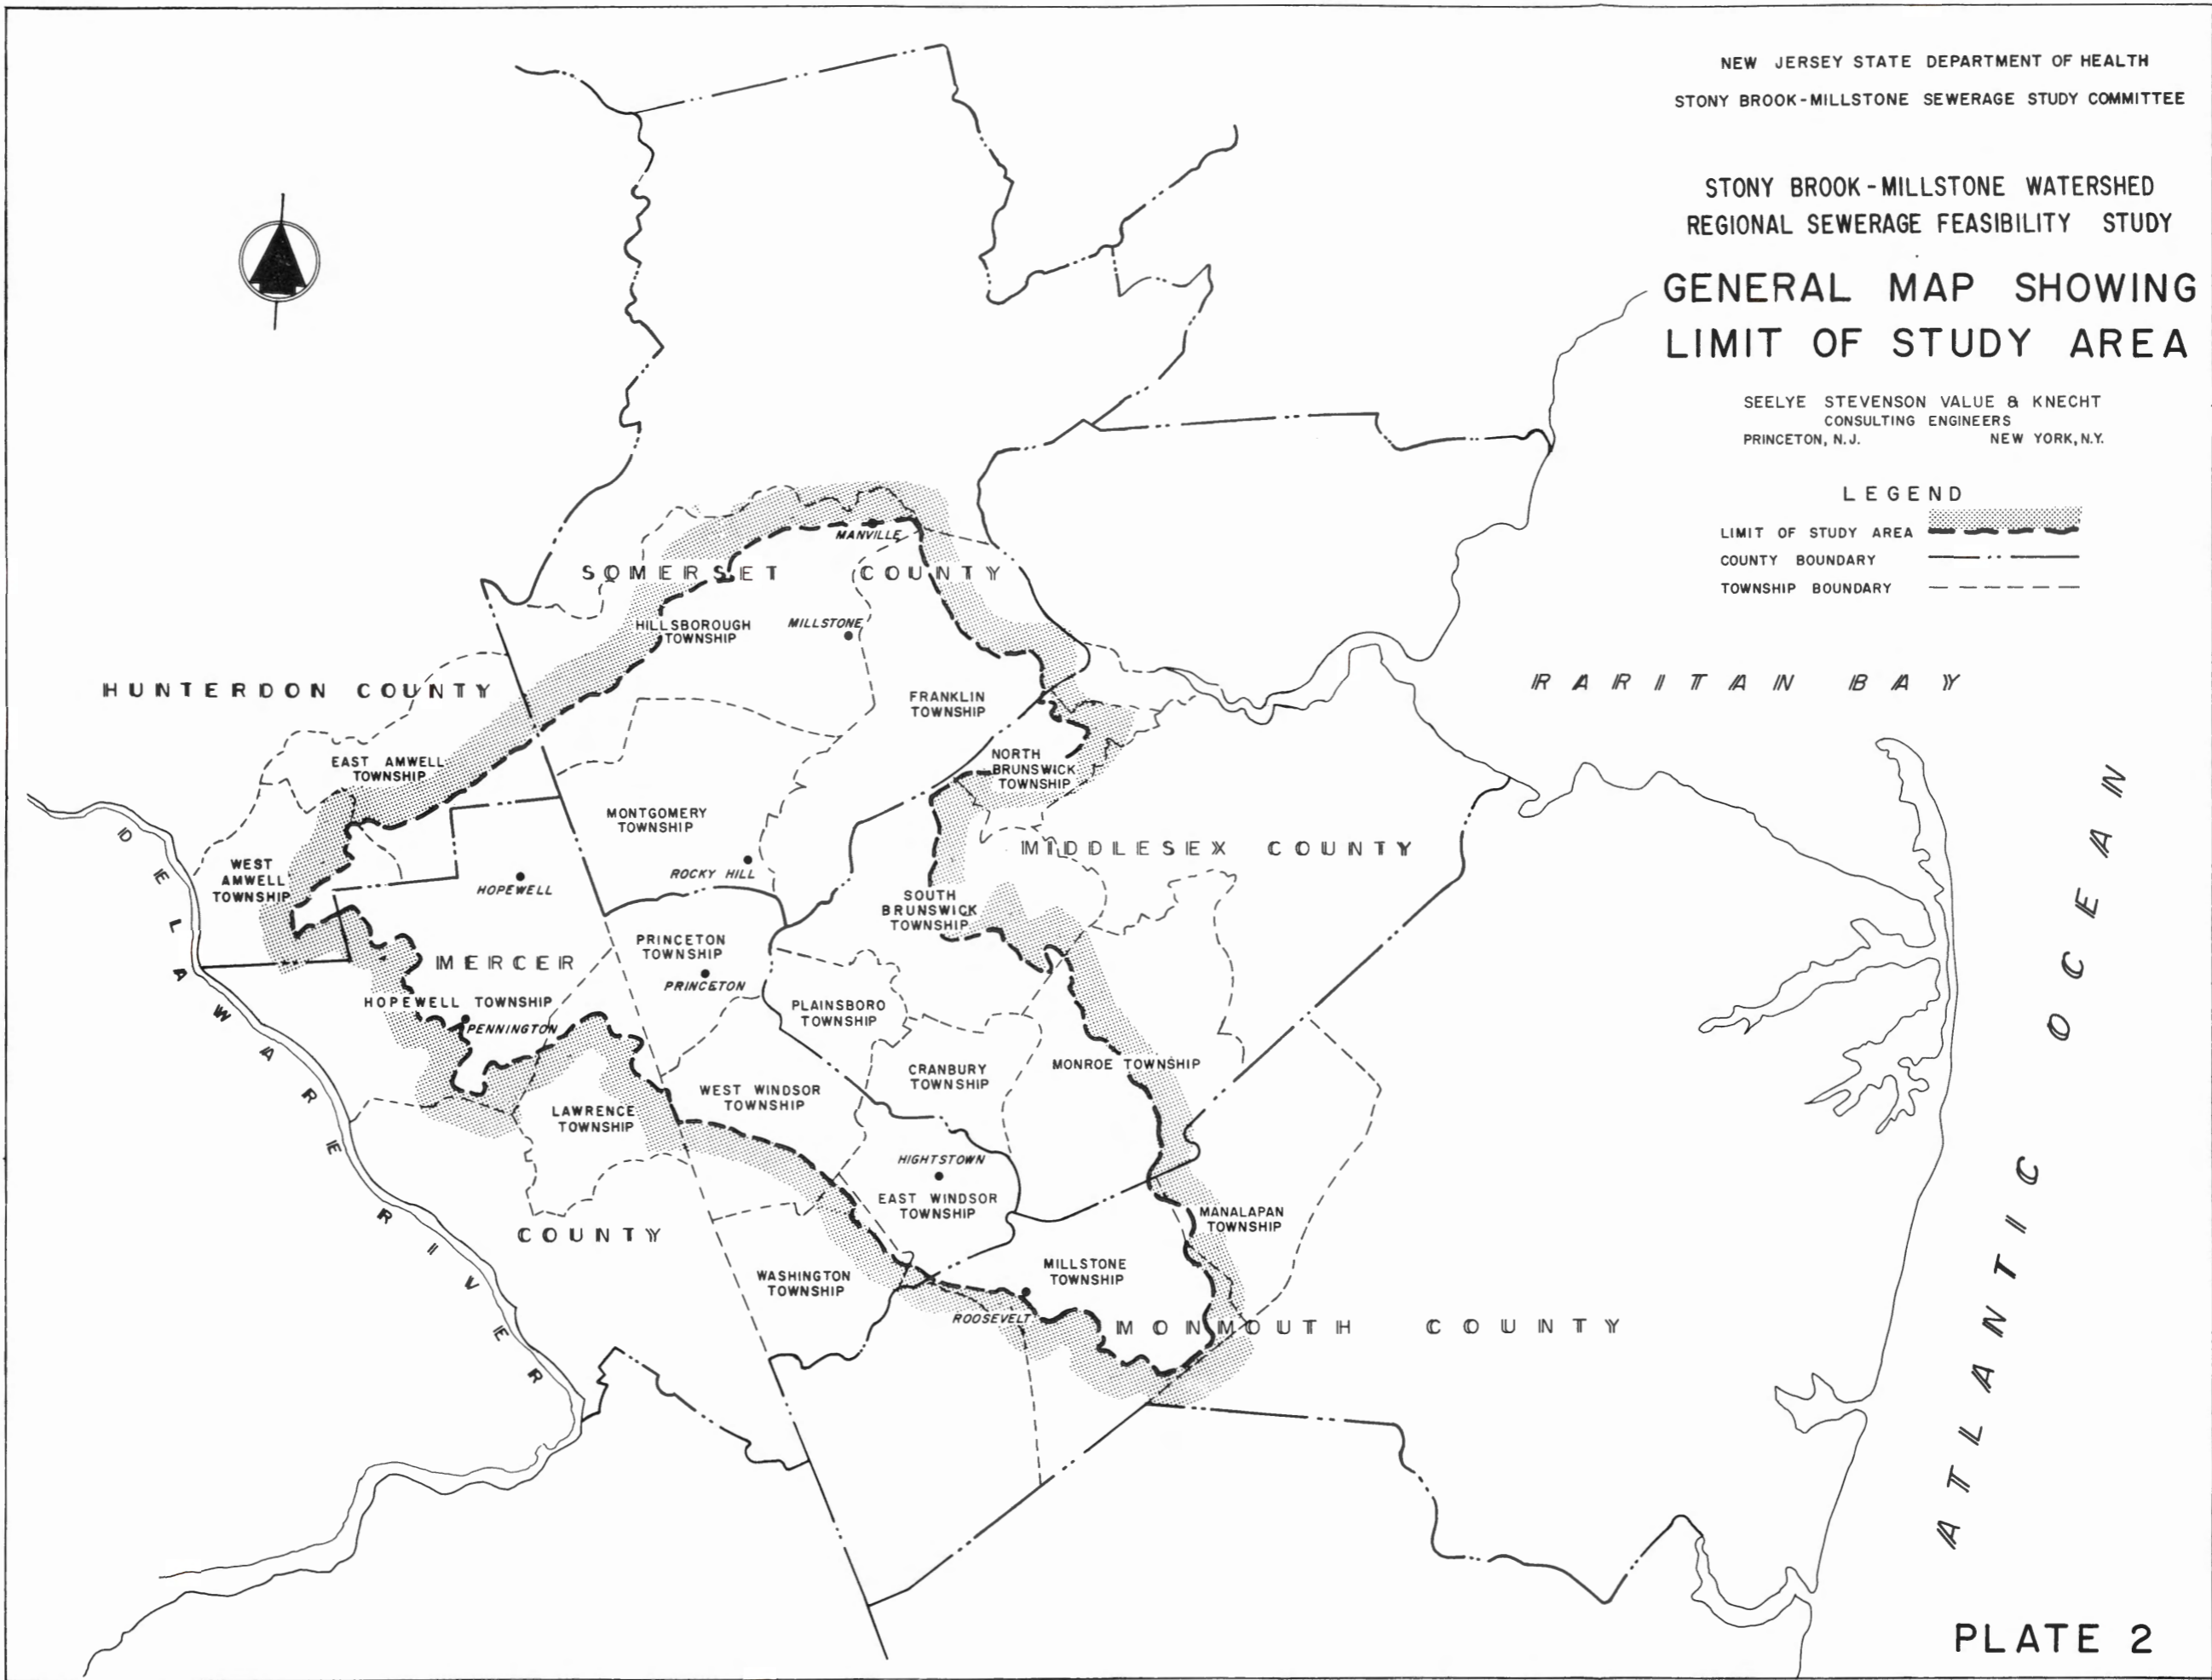 NEW JERSEY STATE DEPARTMENT OF HEALTH
STONY BROOK-MILLSTONE SEWERAGE STUDY COMMITTEE
STONY BROOK-MILLSTONE WATERSHED
REGIONAL SEWERAGE FEASIBILITY STUDY
GENERAL MAP SHOWING
LIMIT OF STUDY AREA
SEELYE STEVENSON VALUE & KNECHT
CONSULTING ENGINEERS
PRINCETON, N.J. NEW YORK, N.Y.
LEGEND
LIMIT OF STUDY AREA
COUNTY BOUNDARY
TOWNSHIP BOUNDARY
MANVILLE
SOMERSET COUNTY
HILLSBOROUGH
TOWNSHIP
MILLSTONE
HUNTERDON COUNTY
RARITAN BAY
FRANKLIN
TOWNSHIP
EAST AMWELL
TOWNSHIP
NORTH
BRUNSWICK
TOWNSHIP
MONTGOMERY
TOWNSHIP
MIDDLESEX COUNTY
WEST
AMWELL
TOWNSHIP
HOPEWELL
ROCKY HILL
SOUTH
BRUNSWICK
TOWNSHIP
PRINCETON
TOWNSHIP
PRINCETON
MERCER
HOPEWELL TOWNSHIP
PENNINGTON
PLAINSBORO
TOWNSHIP
CRANBURY
TOWNSHIP
MONROE TOWNSHIP
WEST WINDSOR
TOWNSHIP
LAWRENCE
TOWNSHIP
HIGHTSTOWN
EAST WINDSOR
TOWNSHIP
MANALAPAN
TOWNSHIP
COUNTY
WASHINGTON
TOWNSHIP
MILLSTONE
TOWNSHIP
ROOSEVELT
MONMOUTH COUNTY
DELAWARE RIVER
ATLANTIC OCEAN
PLATE 2